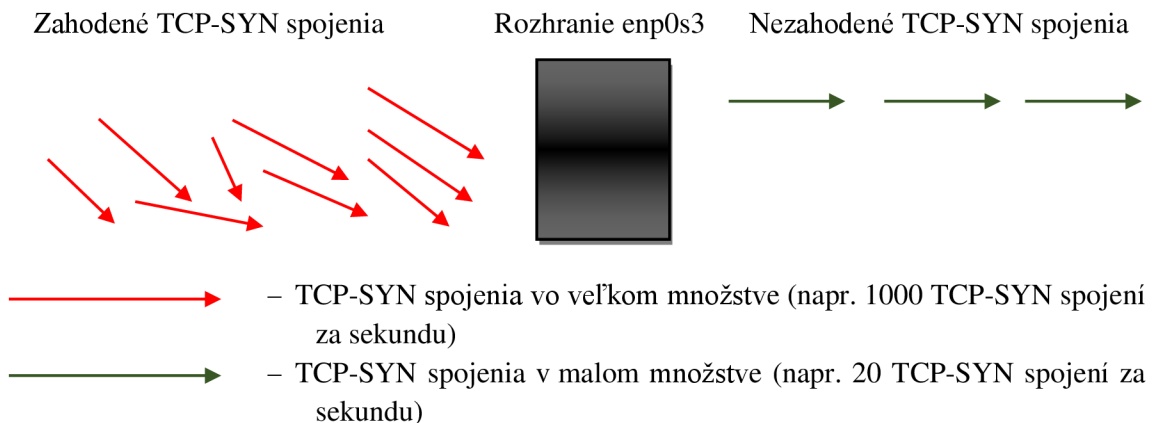 Zahodené TCP-SYN spojenia
Rozhranie enp0s3
Nezahodené TCP-SYN spojenia
– TCP-SYN spojenia vo veľkom množstve (napr. 1000 TCP-SYN spojení
za sekundu)
– TCP-SYN spojenia v malom množstve (napr. 20 TCP-SYN spojení za
sekundu)